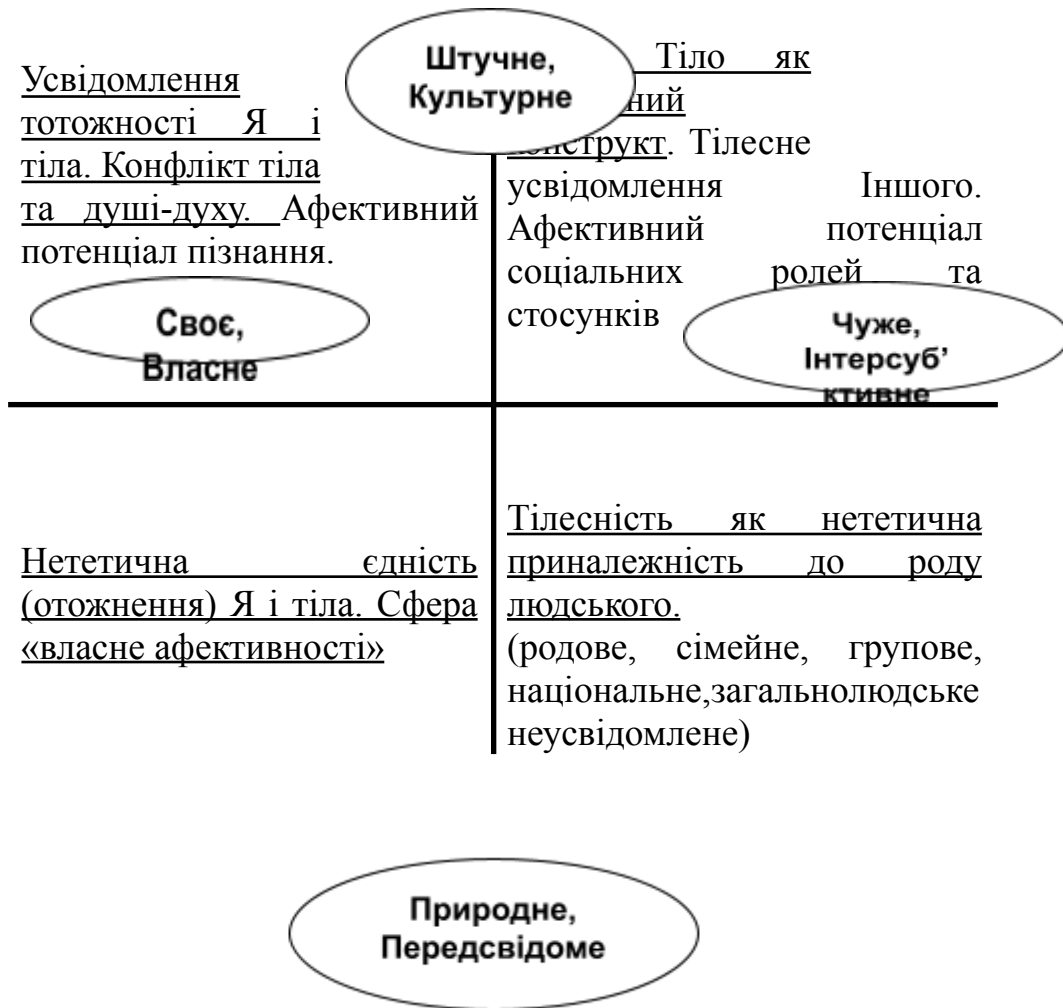 Штучне,
Культурне
Усвідомлення
тотожності Я і
тіла. Конфлікт тіла
та душі-духу. Афективний
потенціал пізнання.
Тіло як
конструкт. Тілесне
усвідомлення Іншого.
Афективний потенціал
соціальних ролей та
стосунків
Своє,
Власне
Чуже,
Інтерсуб’
ктивне
Нететична єдність
(отожнення) Я і тіла. Сфера
«власне афективності»
Тілесність як нететична
приналежність до роду
людського.
(родове, сімейне, групове,
національне,загальнолюдське
неусвідомлене)
Природне,
Передсвідоме